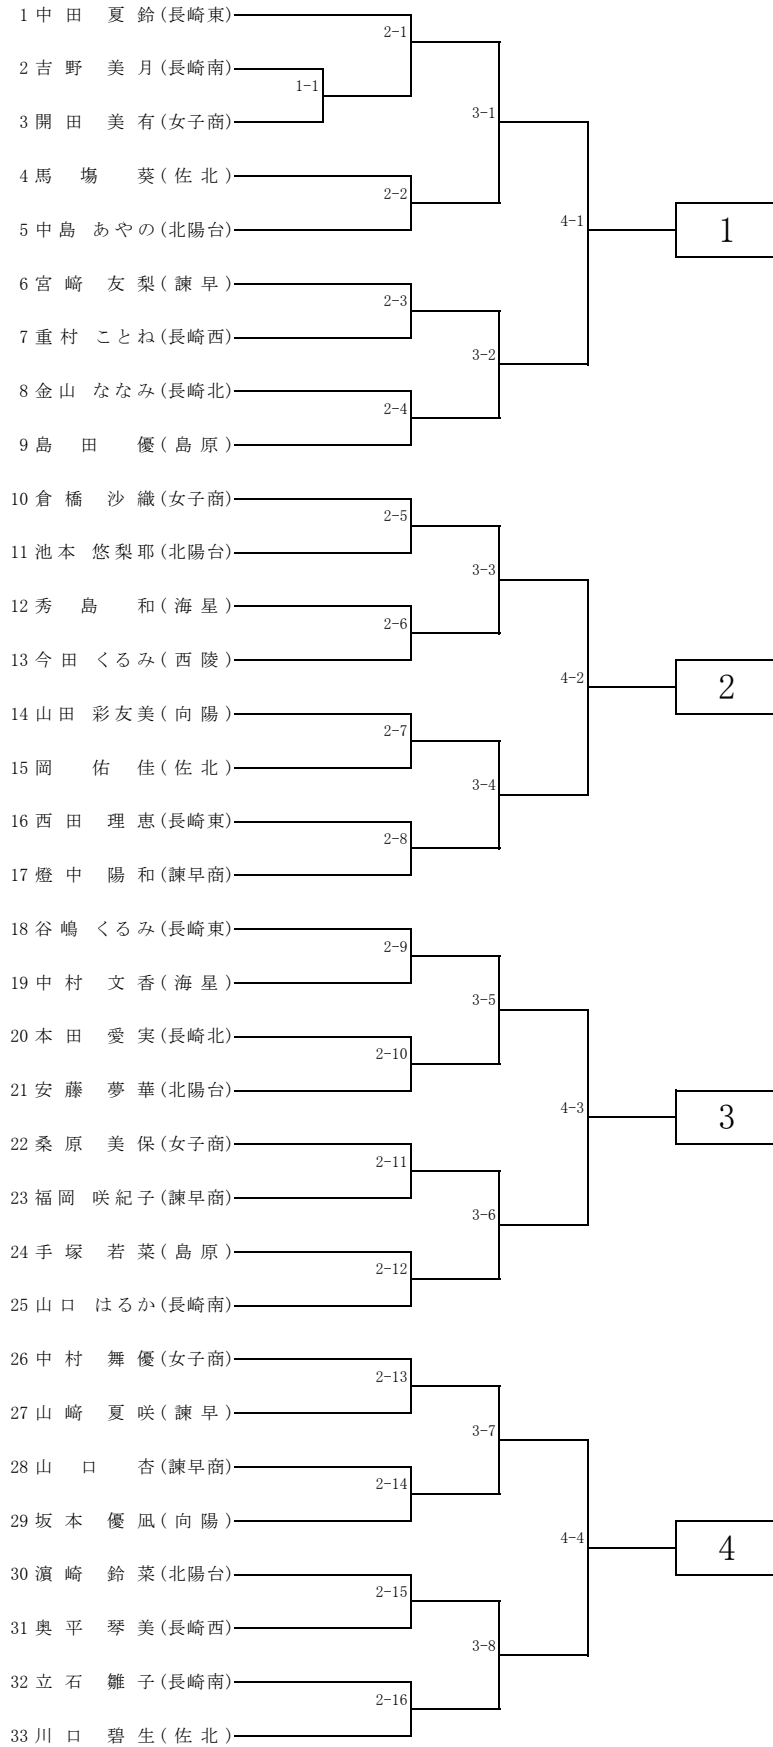 1 中田 夏鈴(長崎東)
2-1
2 吉野 美月(長崎南)
1-1
3 開田 美有(女子商)
3-1
4 馬塲 葵(佐北)
2-2
5 中島 あやの(北陽台)
4-1
1
6 宮﨑 友梨(諫早)
2-3
7 重村 ことね(長崎西)
3-2
8 金山 ななみ(長崎北)
2-4
9 島田 優(島原)
10 倉橋 沙織(女子商)
2-5
11 池本 悠梨耶(北陽台)
3-3
12 秀島 和(海星)
2-6
13 今田 くるみ(西陵)
4-2
2
14 山田 彩友美(向陽)
2-7
15 岡 佑佳(佐北)
3-4
16 西田 理恵(長崎東)
2-8
17 燈中 陽和(諫早商)
18 谷嶋 くるみ(長崎東)
2-9
19 中村 文香(海星)
3-5
20 本田 愛実(長崎北)
2-10
21 安藤 夢華(北陽台)
4-3
3
22 桑原 美保(女子商)
2-11
23 福岡 咲紀子(諫早商)
3-6
24 手塚 若菜(島原)
2-12
25 山口 はるか(長崎南)
26 中村 舞優(女子商)
2-13
27 山﨑 夏咲(諫早)
3-7
28 山口 杏(諫早商)
2-14
29 坂本 優凪(向陽)
4-4
4
30 濵崎 鈴菜(北陽台)
2-15
31 奥平 琴美(長崎西)
3-8
32 立石 雛子(長崎南)
2-16
33 川口 碧生(佐北)